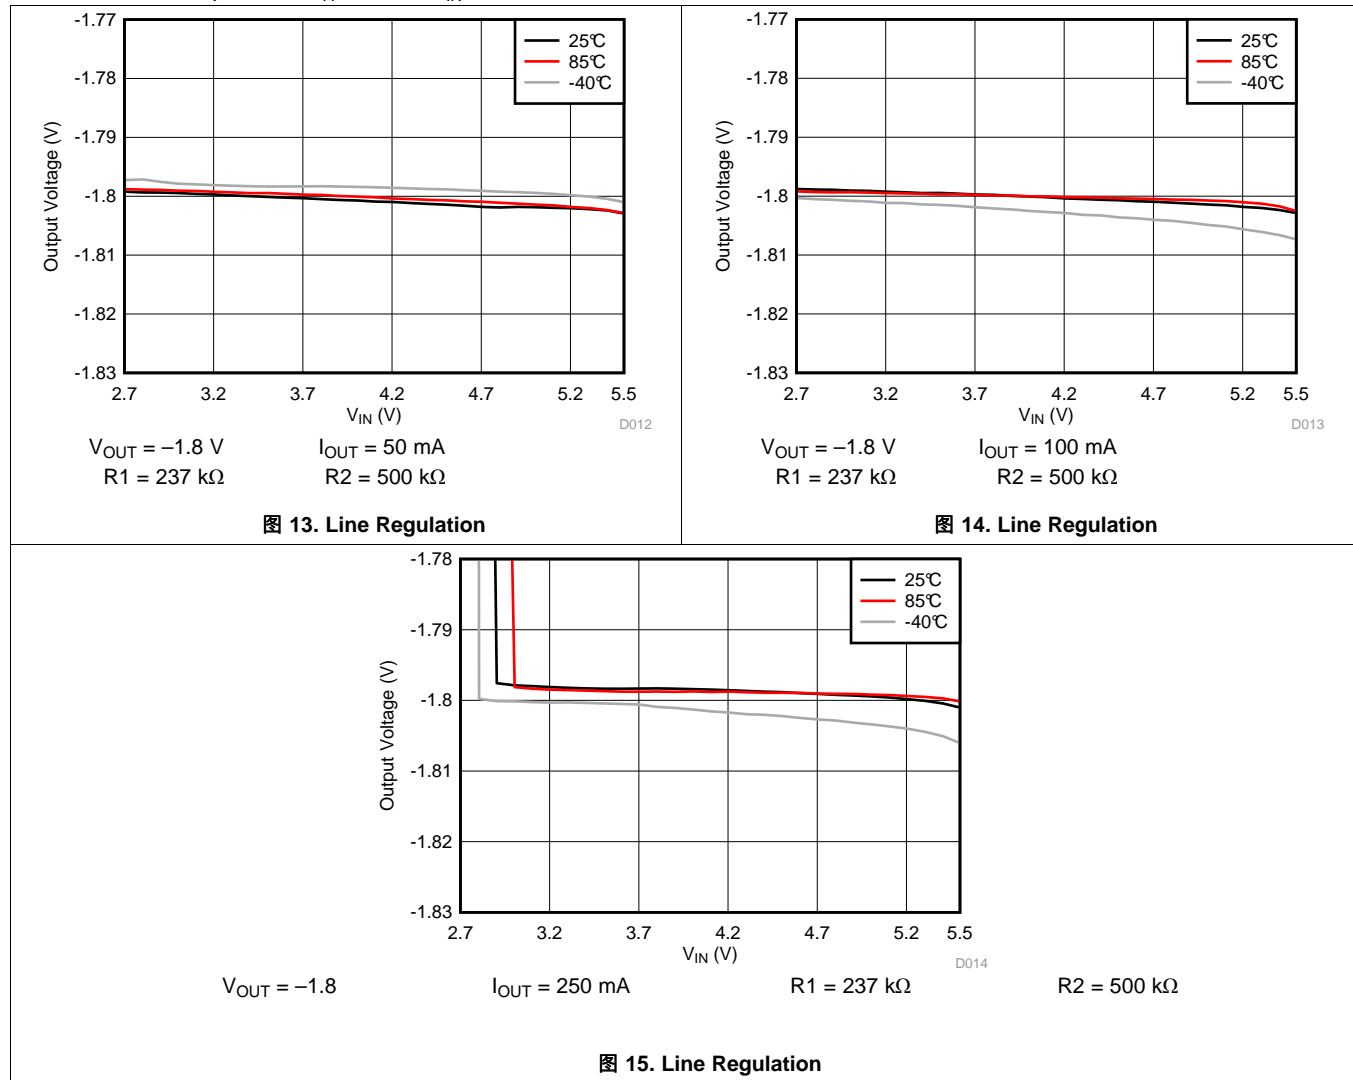 -1.77
-1.78
-1.79
-1.8
-1.81
-1.82
-1.83
Output Voltage (V)
25°C
85°C
-40°C
2.7 3.2 3.7 4.2 4.7 5.2 5.5
VIN (V)
D012
VOUT = –1.8 V IOUT = 50 mA
R1 = 237 kΩ R2 = 500 kΩ
图 13. Line Regulation
-1.77
-1.78
-1.79
-1.8
-1.81
-1.82
-1.83
Output Voltage (V)
25°C
85°C
-40°C
2.7 3.2 3.7 4.2 4.7 5.2 5.5
VIN (V)
D013
VOUT = –1.8 V IOUT = 100 mA
R1 = 237 kΩ R2 = 500 kΩ
图 14. Line Regulation
-1.78
-1.79
-1.8
-1.81
-1.82
-1.83
Output Voltage (V)
25°C
85°C
-40°C
2.7 3.2 3.7 4.2 4.7 5.2 5.5
VIN (V)
D014
VOUT = –1.8 IOUT = 250 mA R1 = 237 kΩ R2 = 500 kΩ
图 15. Line Regulation